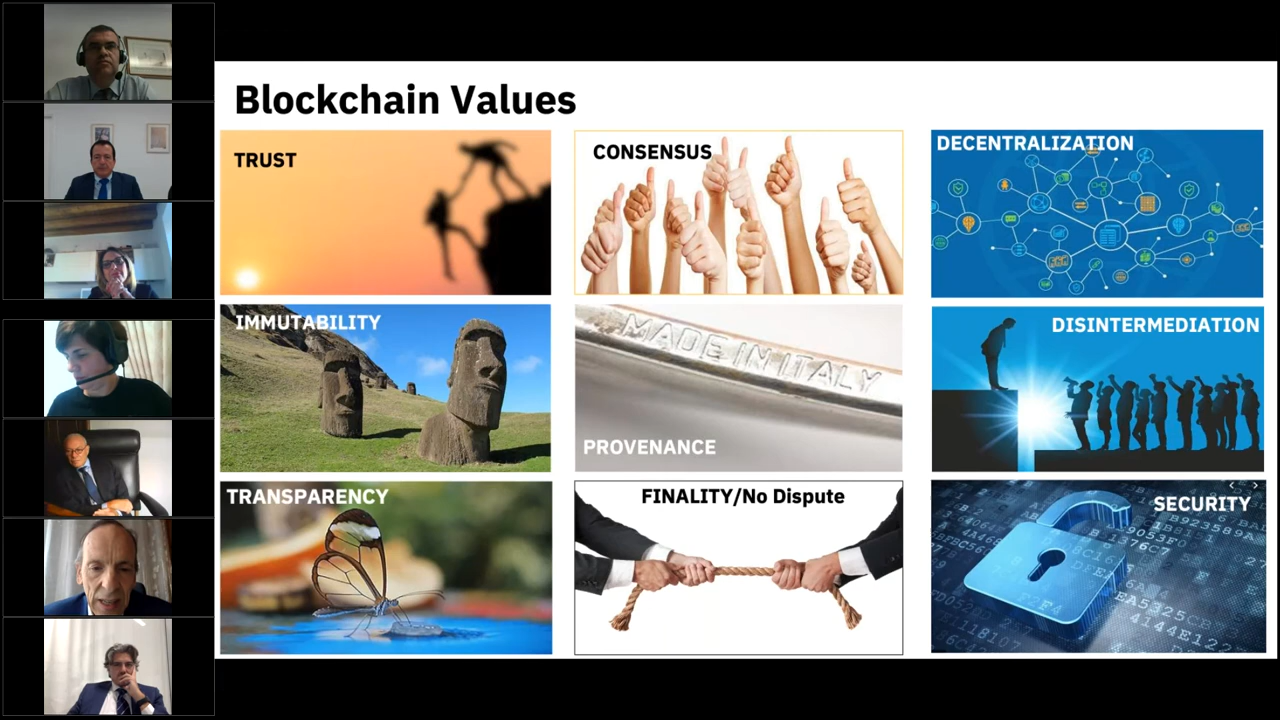 Blockchain Values
TRUST
CONSENSUS
DECENTRALIZATION
IMMUTABILITY
MADE IN ITALY
PROVENANCE
DISINTERMEDIATION
TRANSPARENCY
FINALITY/No Dispute
SECURITY